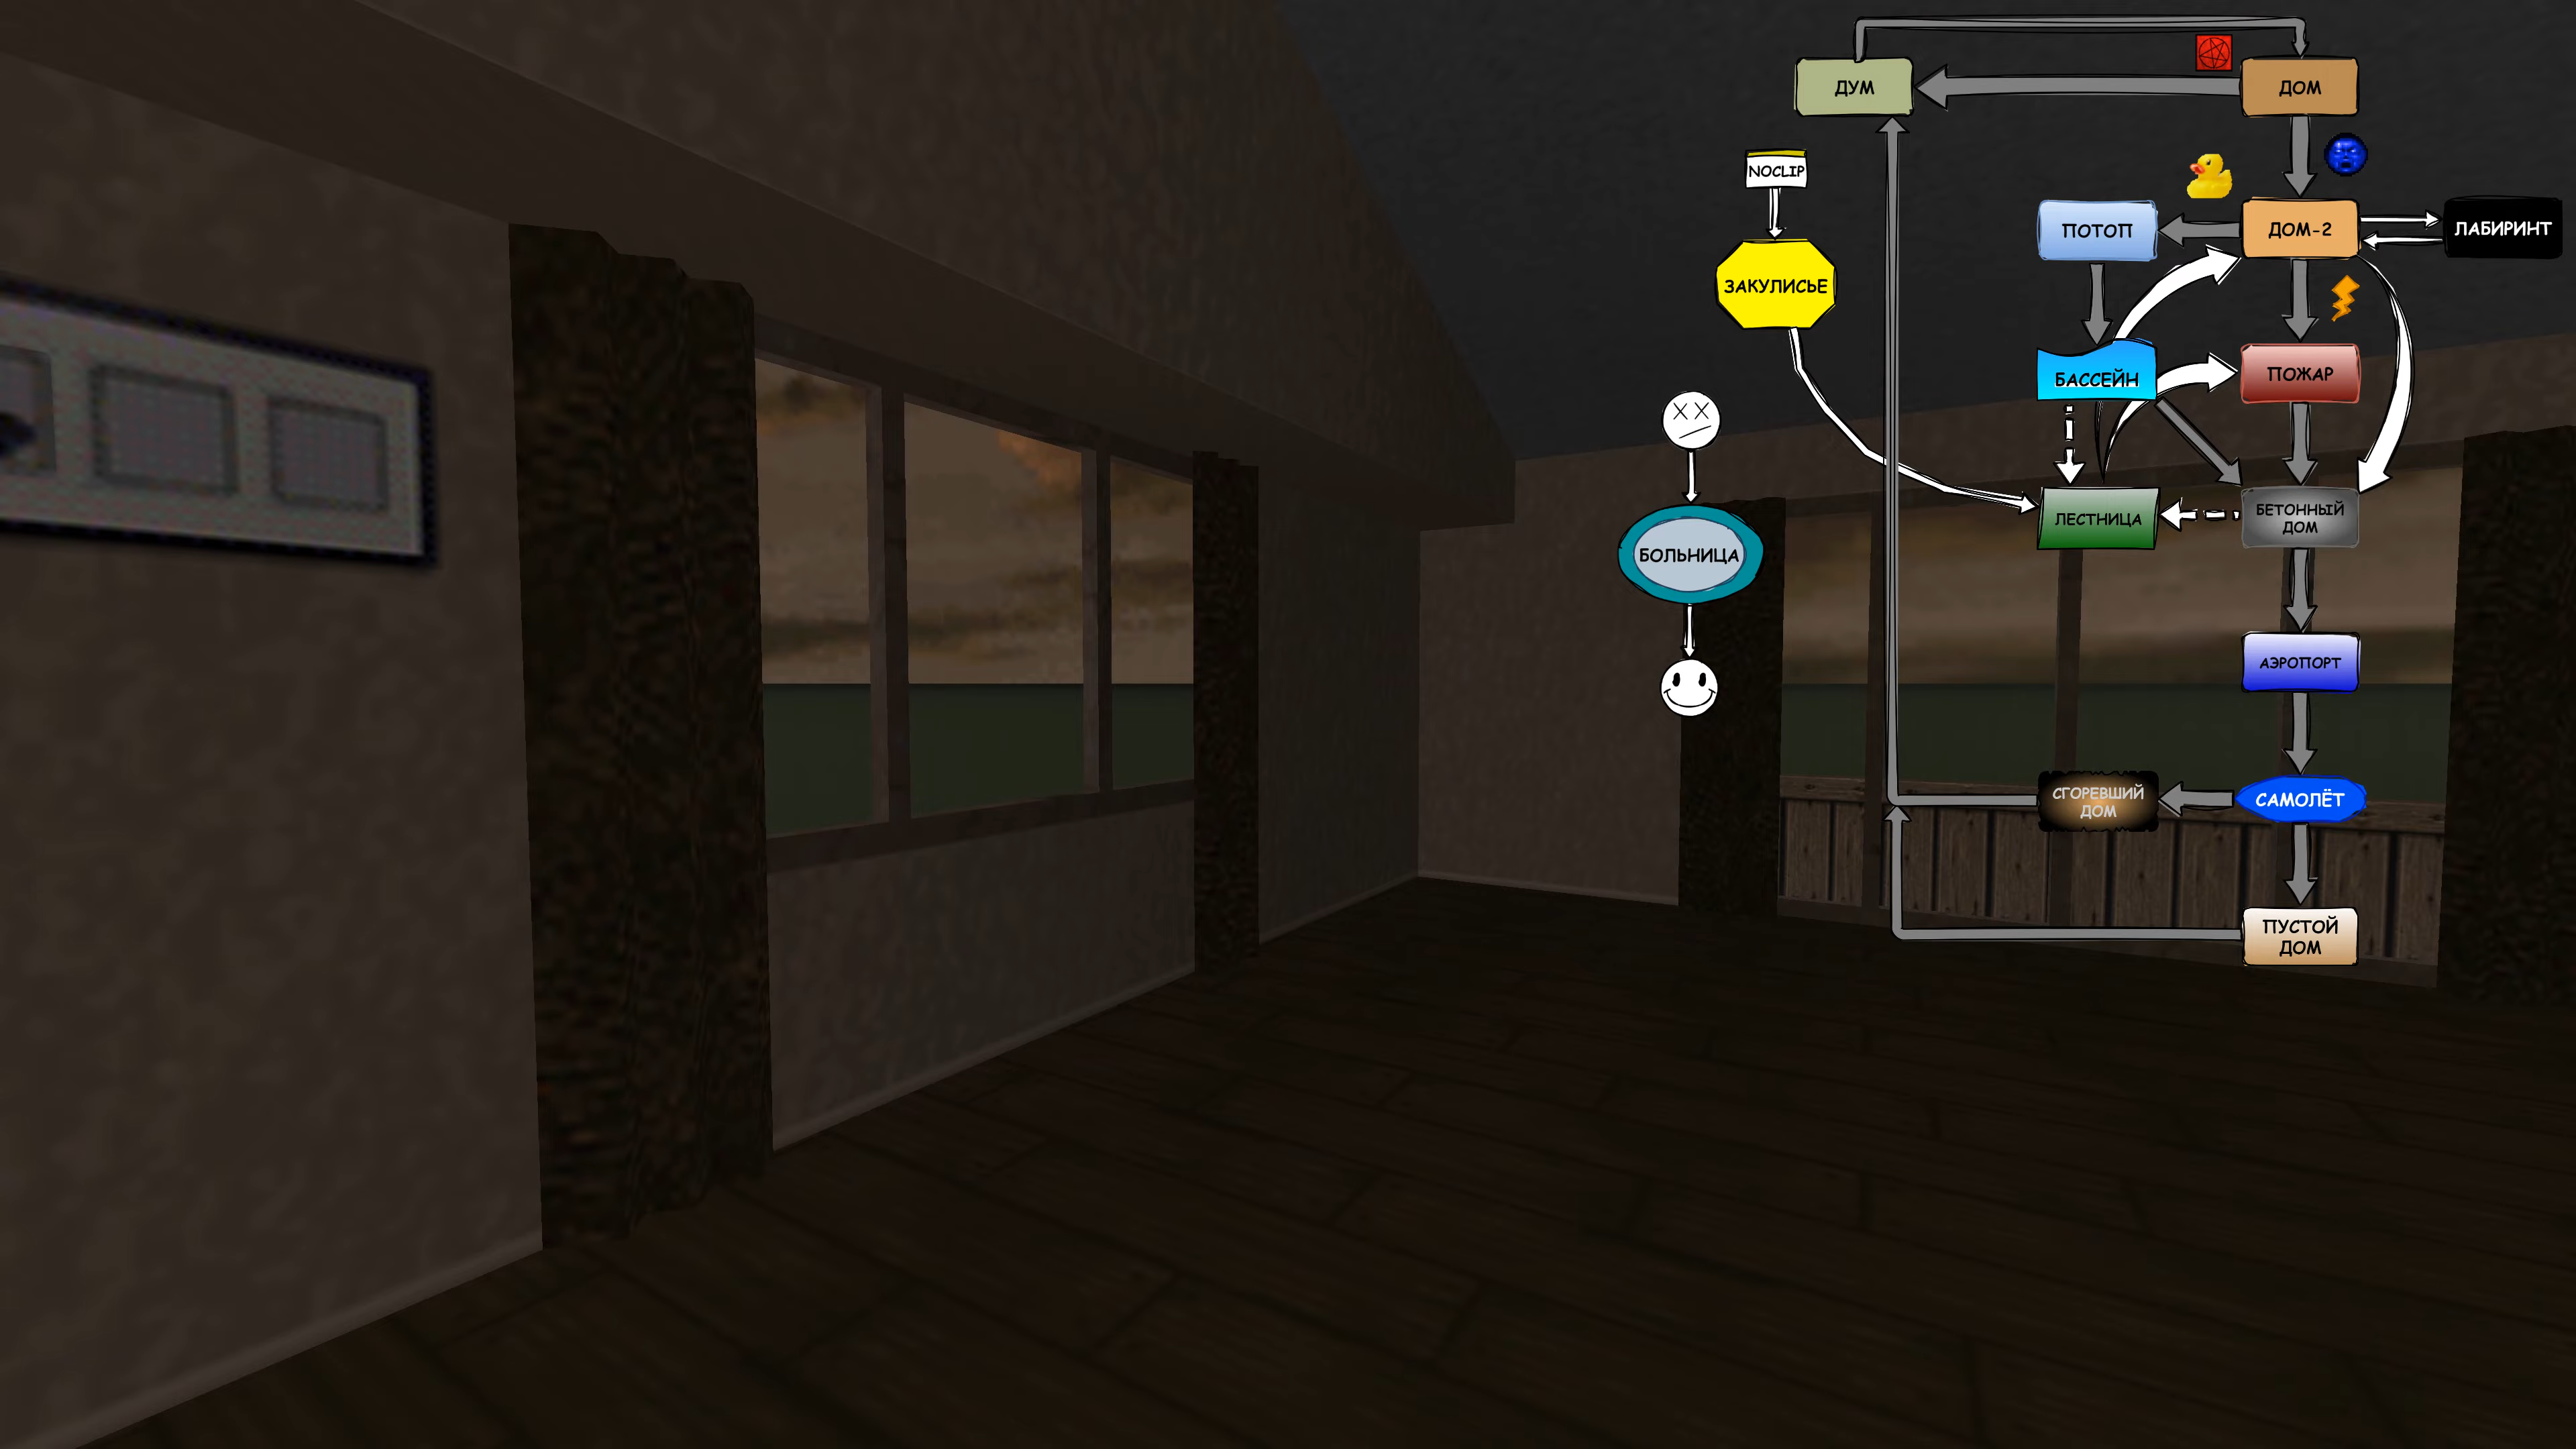 ДУМ
ДОМ
NOCLIP
ПОТОП
ДОМ-2
ЛАБИРИНТ
ЗАКУЛИСЬЕ
БАССЕЙН
ПОЖАР
БОЛЬНИЦА
ЛЕСТНИЦА
БЕТОННЫЙ
ДОМ
АЭРОПОРТ
СГОРЕВШИЙ
ДОМ
САМОЛЁТ
ПУСТОЙ
ДОМ